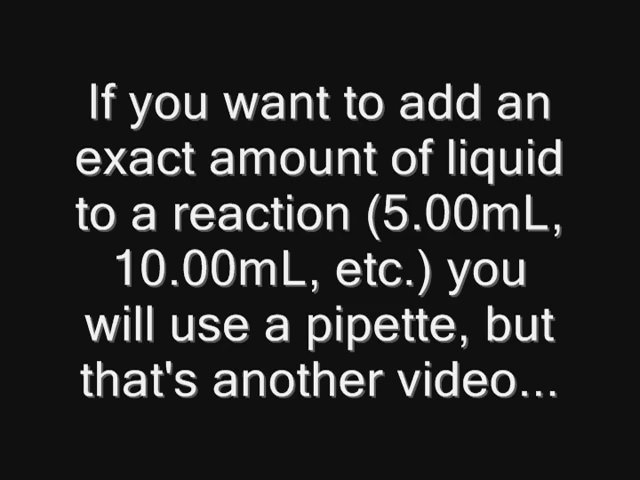 If you want to add an
exact amount of liquid
to a reaction (5.00mL,
10.00mL, etc.) you
will use a pipette, but
that's another video...